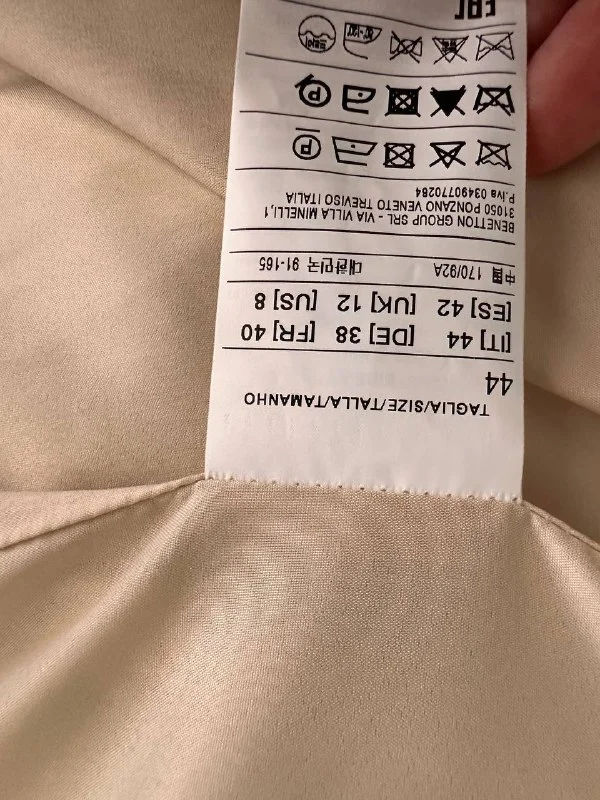 TAGLIA/SIZE/TALLA/TAMANHO
44
[IT] 44 [DE] 38 [FR] 40
[ES] 42 [UK] 12 [US] 8
中国 170/92A 대한민국 91-165
BENETTON GROUP SRL - VIA VILLA MINELLI,1
31050 PONZANO VENETO TREVISO ITALIA
P.Iva 03490770284
P
P
EAC